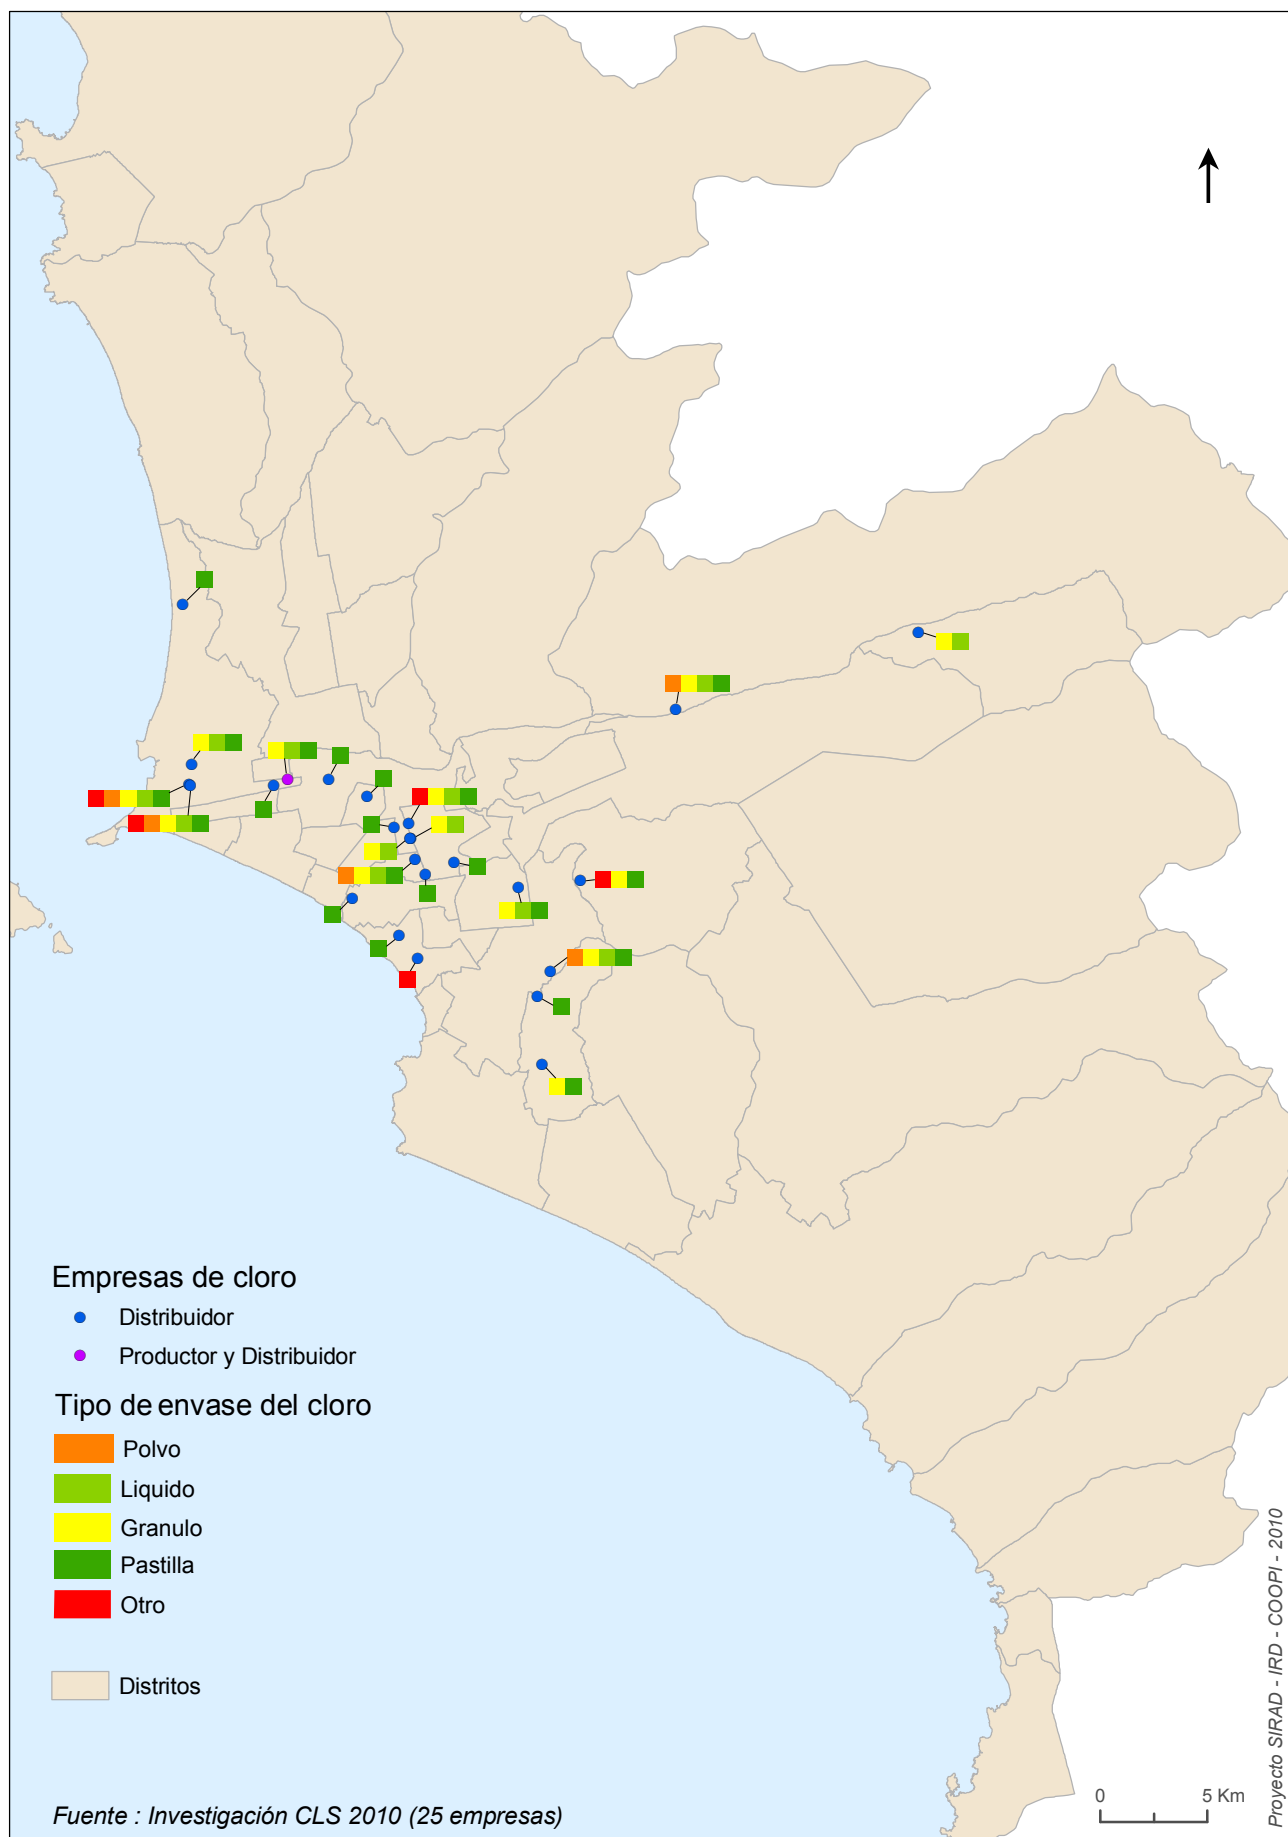 Empresas de cloro
Distribuidor
Productor y Distribuidor
Tipo de envase del cloro
Polvo
Liquido
Granulo
Pastilla
Otro
Distritos
Fuente : Investigación CLS 2010 (25 empresas)
0 5 Km
Proyecto SIRAD - IRD - COOPI - 2010